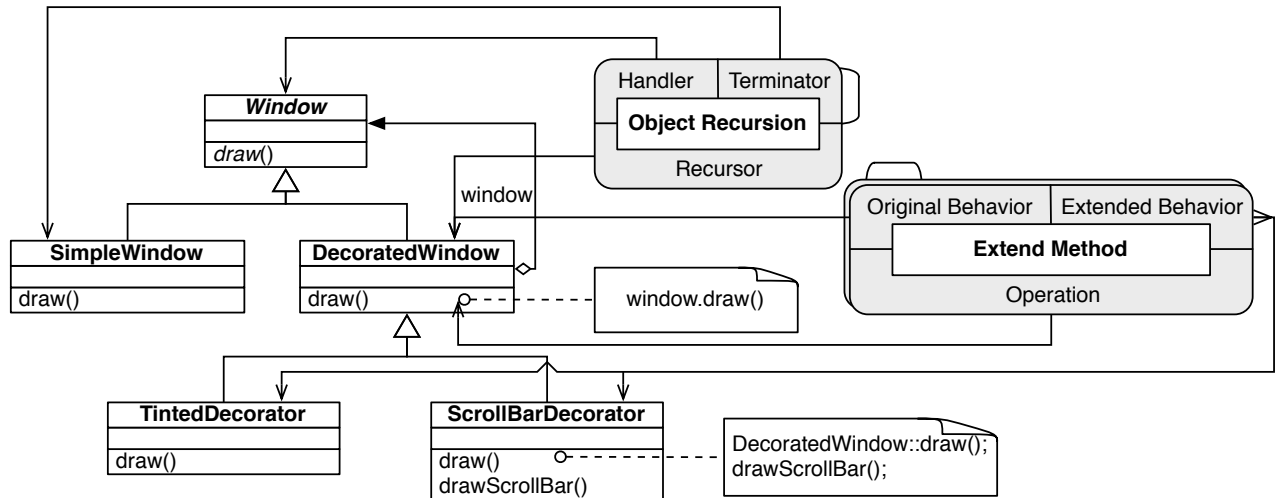 Handler
Terminator
Object Recursion
Recursor
Window
draw()
window
Original Behavior
Extended Behavior
Extend Method
Operation
SimpleWindow
draw()
DecoratedWindow
draw()
window.draw()
TintedDecorator
draw()
ScrollBarDecorator
draw()
drawScrollBar()
DecoratedWindow::draw();
drawScrollBar();